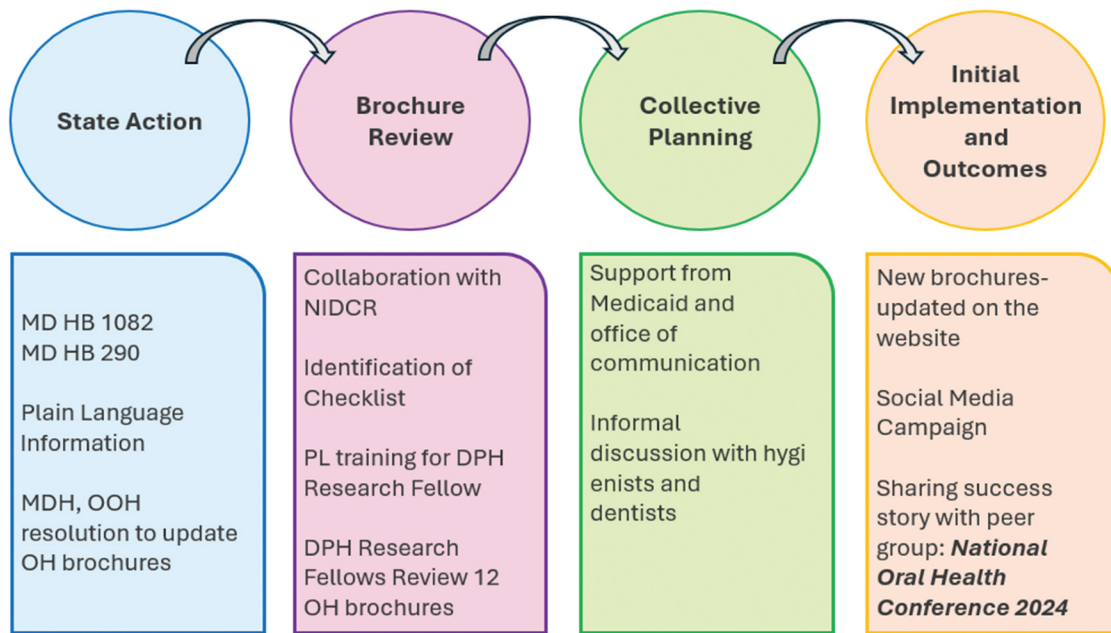 State Action
Brochure
Review
Collective
Planning
Initial
Implementation
and
Outcomes
MD HB 1082
MD HB 290
Plain Language
Information
MDH, OOH
resolution to update
OH brochures
Collaboration with
NIDCR
Identification of
Checklist
PL training for DPH
Research Fellow
DPH Research
Fellows Review 12
OH brochures
Support from
Medicaid and
office of
communication
Informal
discussion with hygi
enists and
dentists
New brochures-
updated on the
website
Social Media
Campaign
Sharing success
story with peer
group: National
Oral Health
Conference 2024